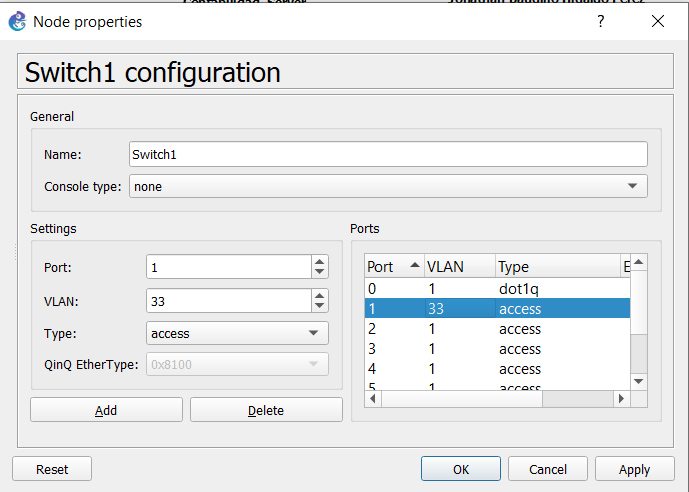 Node properties
?
Switch1 configuration
General
Name: Switch1
Console type: none
Settings
Port: 1
VLAN: 33
Type: access
QinQ EtherType: 0x8100
Add Delete
Ports
Port VLAN Type E
0 1 dot1q
1 33 access
2 1 access
3 1 access
4 1 access
5 1 access
Reset OK Cancel Apply